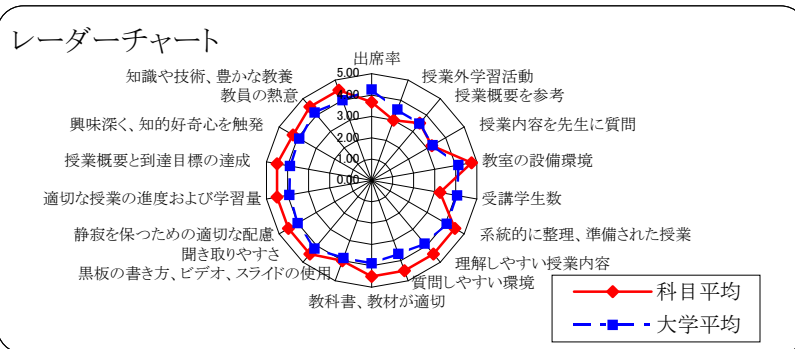 レーダーチャート
出席率
授業外学習活動
授業概要を参考
授業内容を先生に質問
教室の設備環境
受講学生数
系統的に整理、準備された授業
理解しやすい授業内容
質問しやすい環境
教科書、教材が適切
黒板の書き方、ビデオ、スライドの使用
聞き取りやすさ
静寂を保つための適切な配慮
適切な授業の進度および学習量
授業概要と到達目標の達成
興味深く、知的好奇心を触発
教員の熱意
知識や技術、豊かな教養
5.00
4.00
3.00
2.00
1.00
0.00
科目平均
大学平均